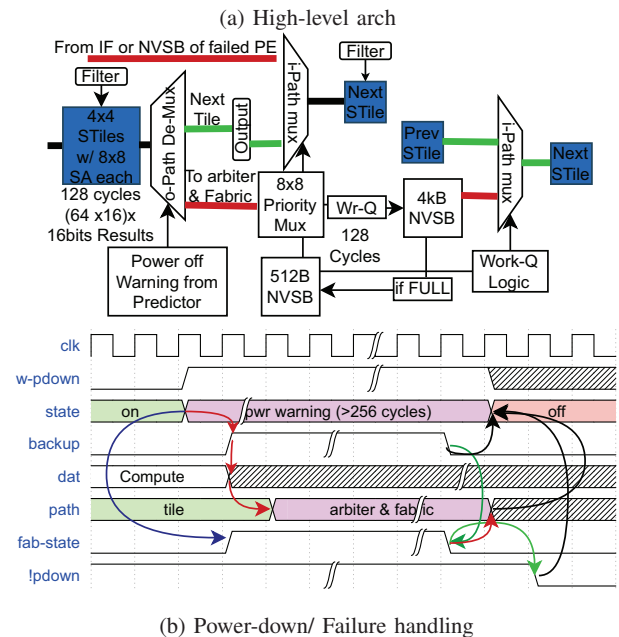 (a) High-level arch
From IF or NVSB of failed PE
Filter
Filter
4x4
STiles
w/ 8x8
SA each
128 cycles
(64 x16)x
16bits Results
o-Path De-Mux
Next
Tile
Output
i-Path mux
Next
STile
To arbiter
& Fabric
8x8
Priority
Mux
Wr-Q
128
Cycles
4kB
NVSB
Prev
STile
i-Path mux
Next
STile
Power off
Warning from
Predictor
512B
NVSB
if FULL
Work-Q
Logic
clk
w-pdown
state on pwr warning (>256 cycles) off
backup
dat Compute
path tile arbiter & fabric
fab-state
!pdown
(b) Power-down/ Failure handling